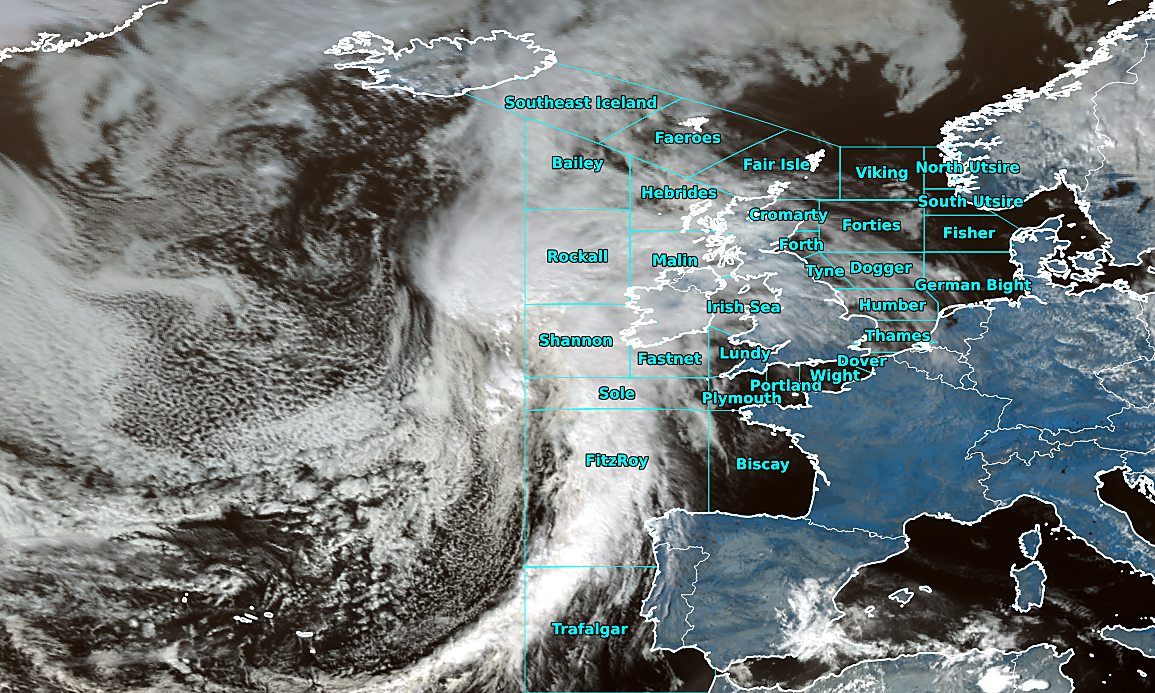 Southeast Iceland
Faeroes
Bailey
Fair Isle
Viking
North Utsire
Hebrides
South Utsire
Cromarty
Forties
Fisher
Forth
Rockall
Malin
Tyne
Dogger
German Bight
Irish Sea
Humber
Thames
Shannon
Fastnet
Lundy
Dover
Wight
Portland
Sole
Plymouth
FitzRoy
Biscay
Trafalgar